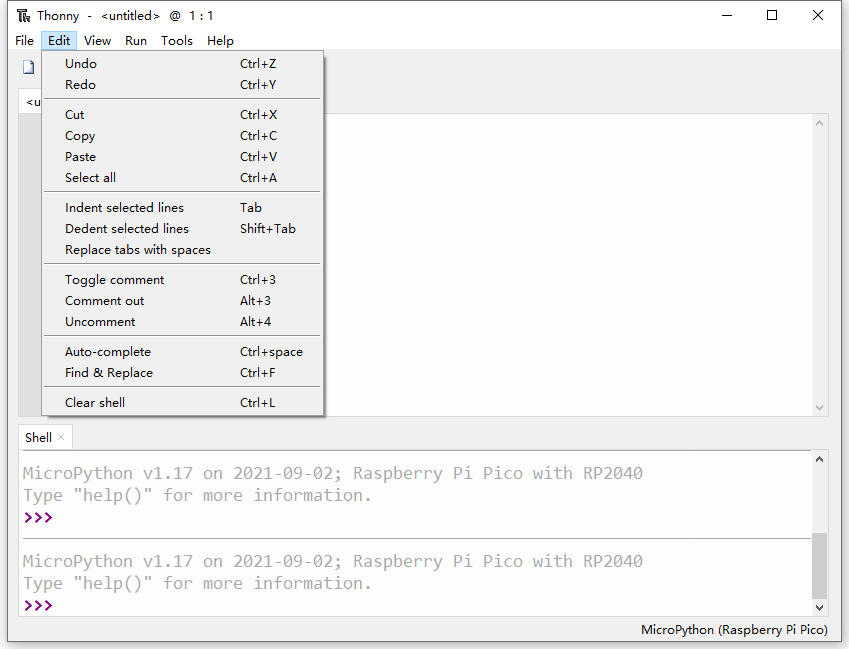 Thonny - <untitled> @ 1 : 1
File Edit View Run Tools Help
<u
Undo Ctrl+Z
Redo Ctrl+Y
Cut Ctrl+X
Copy Ctrl+C
Paste Ctrl+V
Select all Ctrl+A
Indent selected lines Tab
Dedent selected lines Shift+Tab
Replace tabs with spaces
Toggle comment Ctrl+3
Comment out Alt+3
Uncomment Alt+4
Auto-complete Ctrl+space
Find & Replace Ctrl+F
Clear shell Ctrl+L
Shell ×
MicroPython v1.17 on 2021-09-02; Raspberry Pi Pico with RP2040
Type "help()" for more information.
>>>
MicroPython v1.17 on 2021-09-02; Raspberry Pi Pico with RP2040
Type "help()" for more information.
>>>
MicroPython (Raspberry Pi Pico)